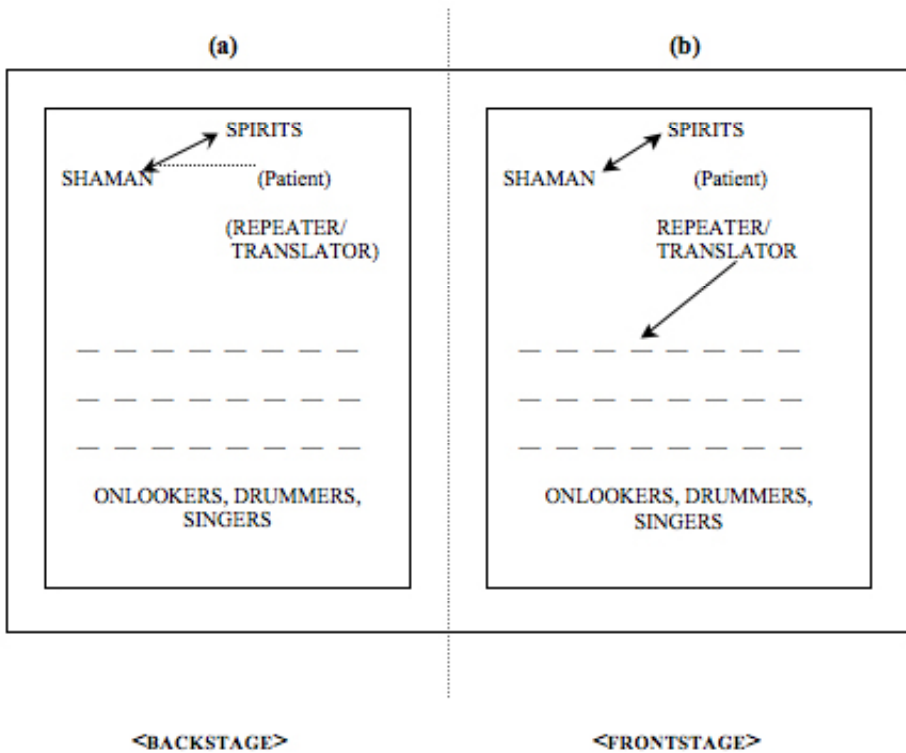 (a)
SPIRITS
SHAMAN
(Patient)
(REPEATER/
TRANSLATOR)
ONLOOKERS, DRUMMERS,
SINGERS
<BACKSTAGE>
(b)
SPIRITS
SHAMAN
(Patient)
REPEATER/
TRANSLATOR
ONLOOKERS, DRUMMERS,
SINGERS
<FRONTSTAGE>